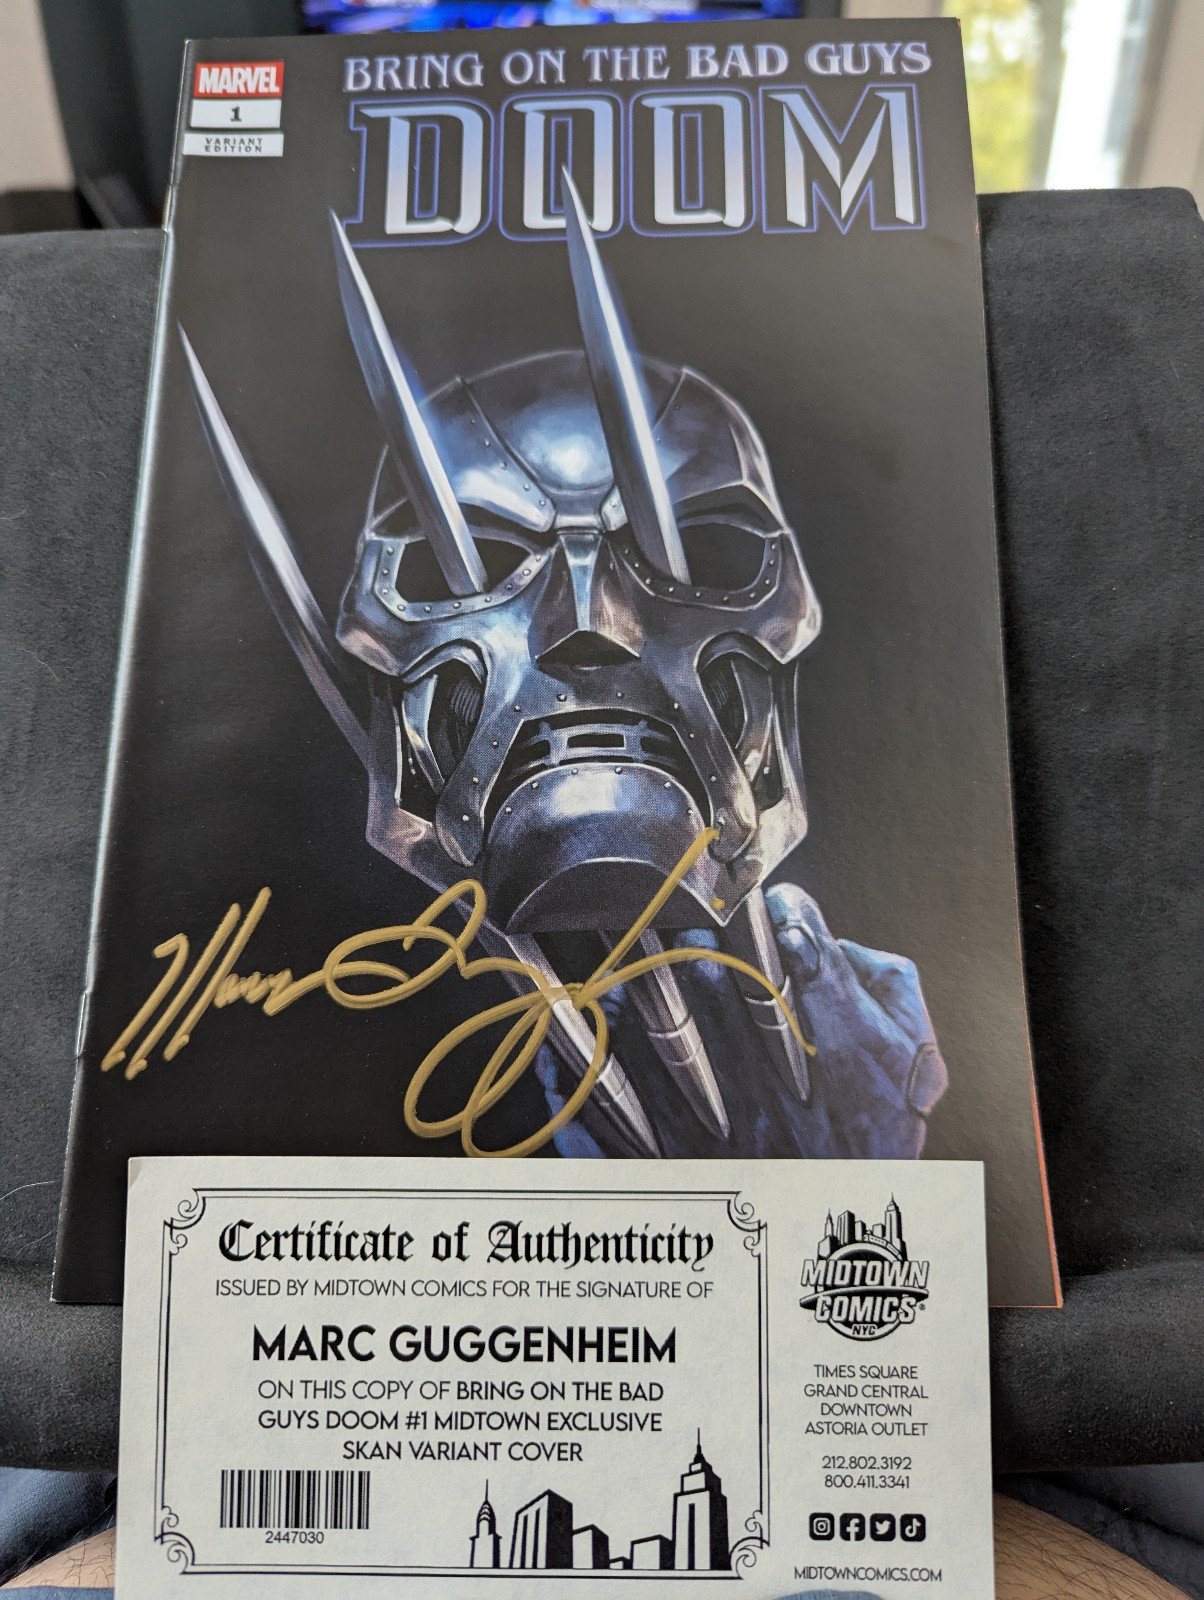 MARVEL
1
VARIANT
EDITION
BRING ON THE BAD GUYS
DOOM
Marc Guggenheim
Certificate of Authenticity
ISSUED BY MIDTOWN COMICS FOR THE SIGNATURE OF
MARC GUGGENHEIM
ON THIS COPY OF BRING ON THE BAD
GUYS DOOM #1 MIDTOWN EXCLUSIVE
SKAN VARIANT COVER
2447030
MIDTOWN
COMICS®
NYC
TIMES SQUARE
GRAND CENTRAL
DOWNTOWN
ASTORIA OUTLET
212.802.3192
800.411.3341
MIDTOWNCOMICS.COM